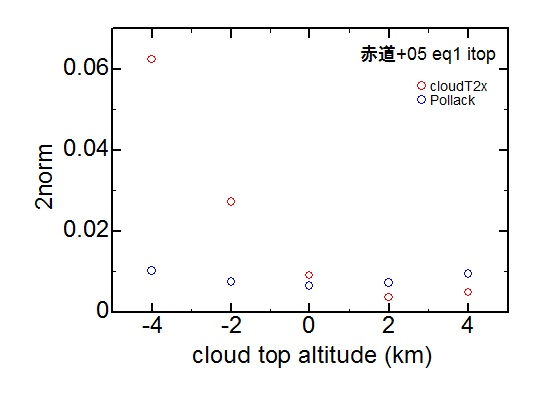 赤道+05 eq1 itop
cloudT2x
Pollack
2norm
0.06
0.04
0.02
0
-4 -2 0 2 4
cloud top altitude (km)